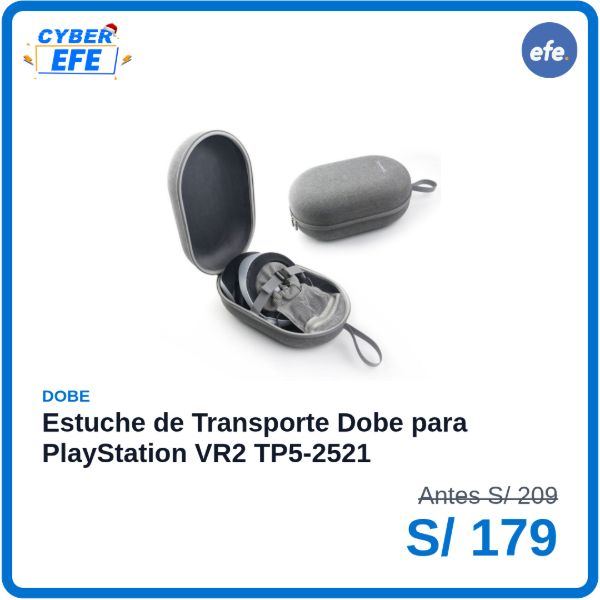 CYBER
EFE
efe.
DOBE
Estuche de Transporte Dobe para
PlayStation VR2 TP5-2521
Antes S/ 209
S/ 179